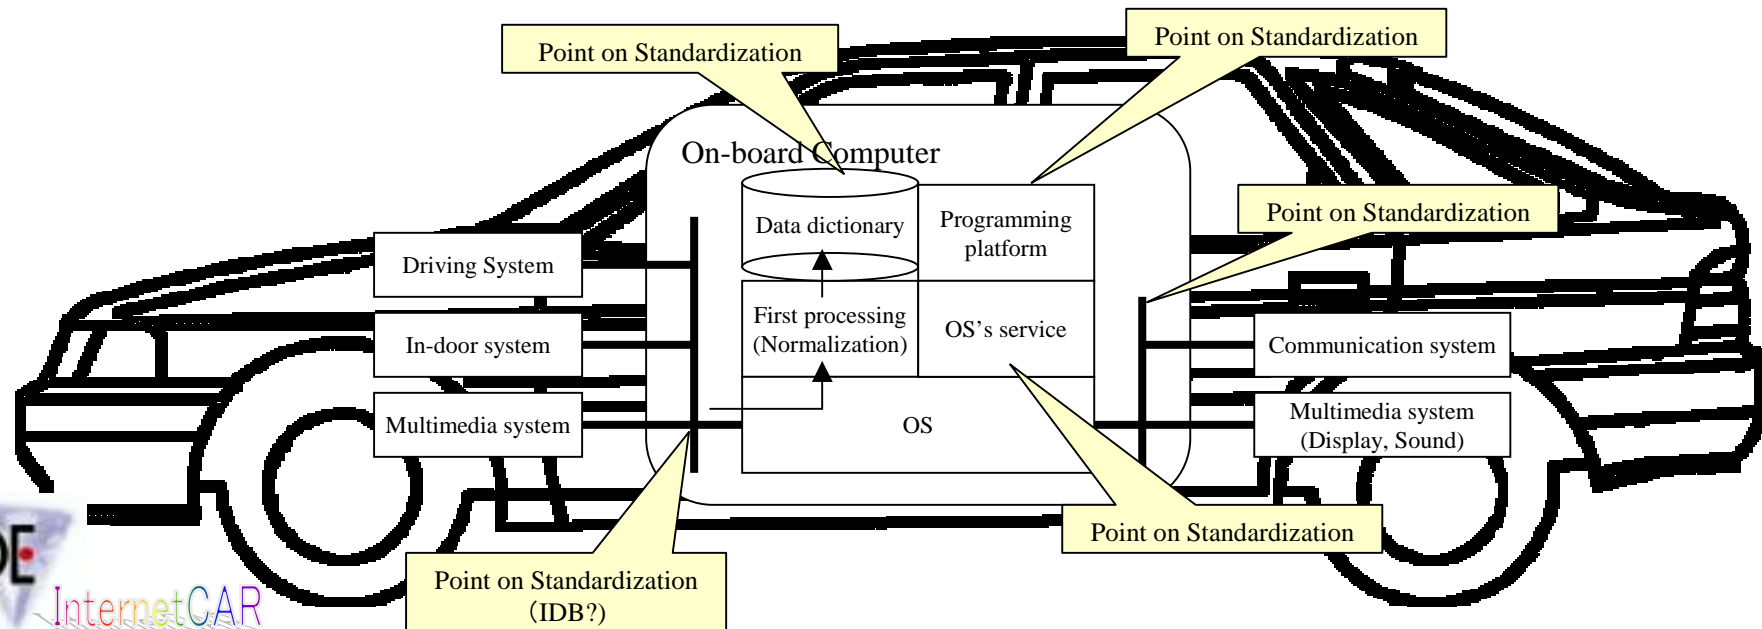 Point on Standardization
Point on Standardization
On-board Computer
Data dictionary
Programming
platform
Point on Standardization
Driving System
First processing
(Normalization)
OS’s service
In-door system
Communication system
Multimedia system
OS
Multimedia system
(Display, Sound)
Point on Standardization
Point on Standardization
（IDB?)
DE
InternetCAR